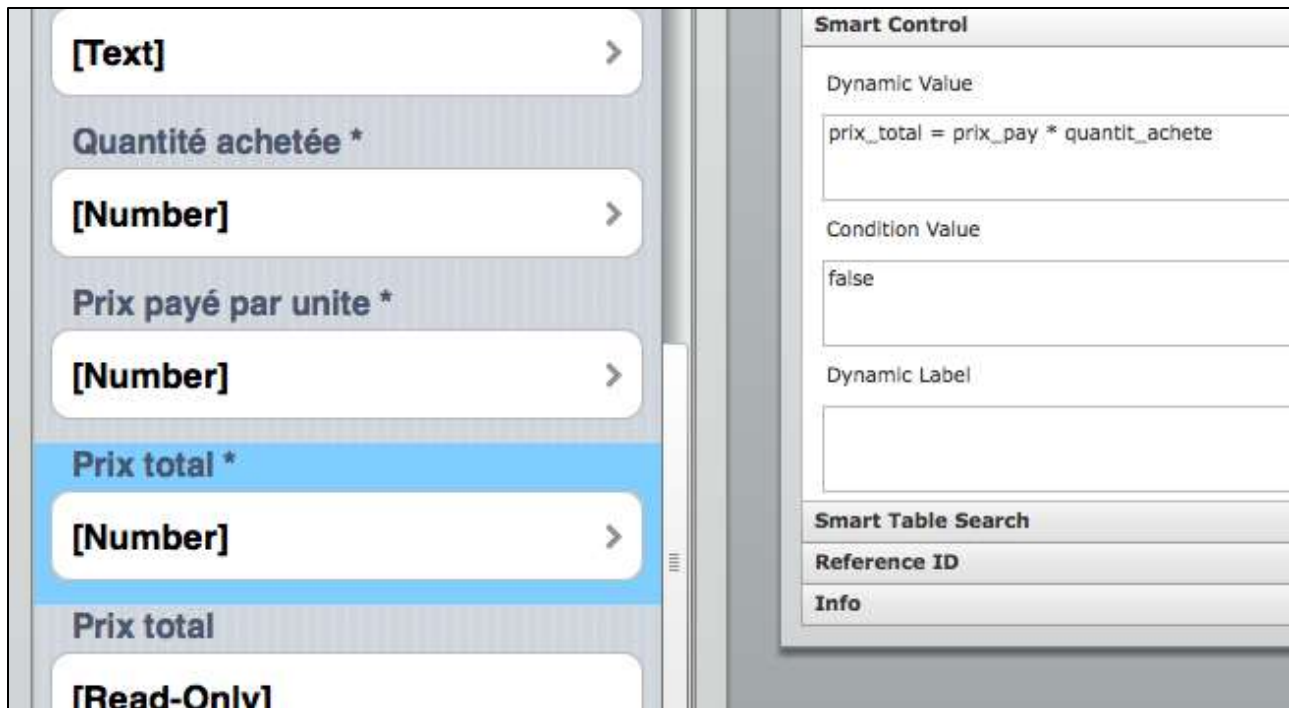 [Text]
Quantité achetée *
[Number]
Prix payé par unite *
[Number]
Prix total *
[Number]
Prix total
[Read-Only]
Smart Control
Dynamic Value
prix_total = prix_pay * quantit_achete
Condition Value
false
Dynamic Label
Smart Table Search
Reference ID
Info